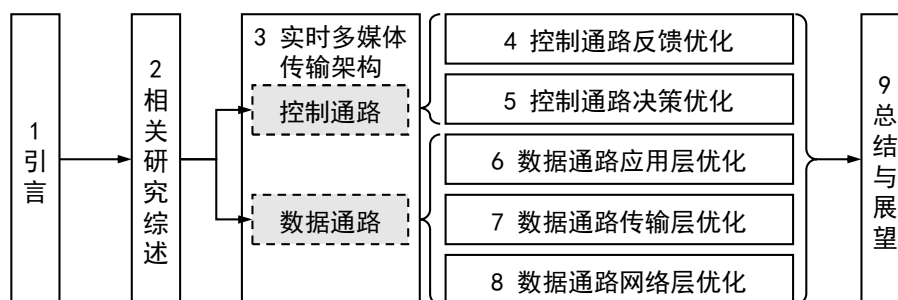 1
引
言
2
相
关
研
究
综
述
3 实时多媒体
传输架构
控制通路
数据通路
4 控制通路反馈优化
5 控制通路决策优化
6 数据通路应用层优化
7 数据通路传输层优化
8 数据通路网络层优化
9
总
结
与
展
望